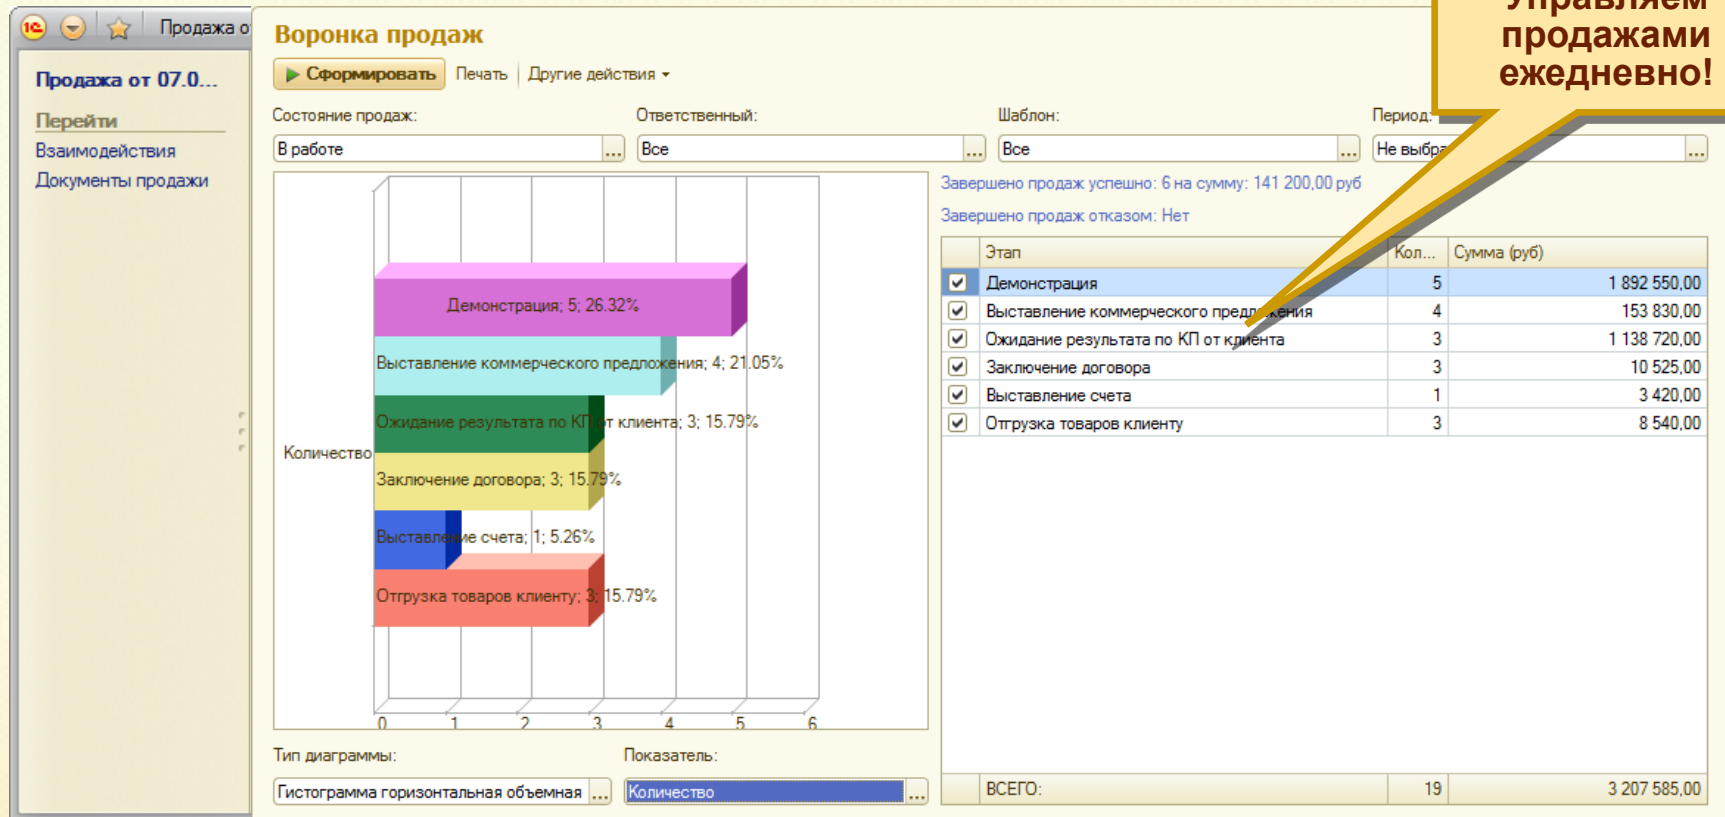 1С
Продажа о
Продажа от 07.0...
Перейти
Взаимодействия
Документы продажи
Воронка продаж
Сформировать Печать Другие действия
Состояние продаж: Ответственный: Шаблон: Период:
В работе ... Все ... Все ... Не выбра ...
Управляем
продажами
ежедневно!
Демонстрация; 5; 26.32%
Выставление коммерческого предложения; 4; 21.05%
Ожидание результата по КП от клиента; 3; 15.79%
Количество
Заключение договора; 3; 15.79%
Выставление счета; 1; 5.26%
Отгрузка товаров клиенту; 3; 15.79%
0 1 2 3 4 5 6
Завершено продаж успешно: 6 на сумму: 141 200,00 руб
Завершено продаж отказом: Нет
Этап Кол... Сумма (руб)
Демонстрация 5 1 892 550,00
Выставление коммерческого предложения 4 153 830,00
Ожидание результата по КП от клиента 3 1 138 720,00
Заключение договора 3 10 525,00
Выставление счета 1 3 420,00
Отгрузка товаров клиенту 3 8 540,00
ВСЕГО: 19 3 207 585,00
Тип диаграммы: Показатель:
Гистограмма горизонтальная объемная ... Количество ...